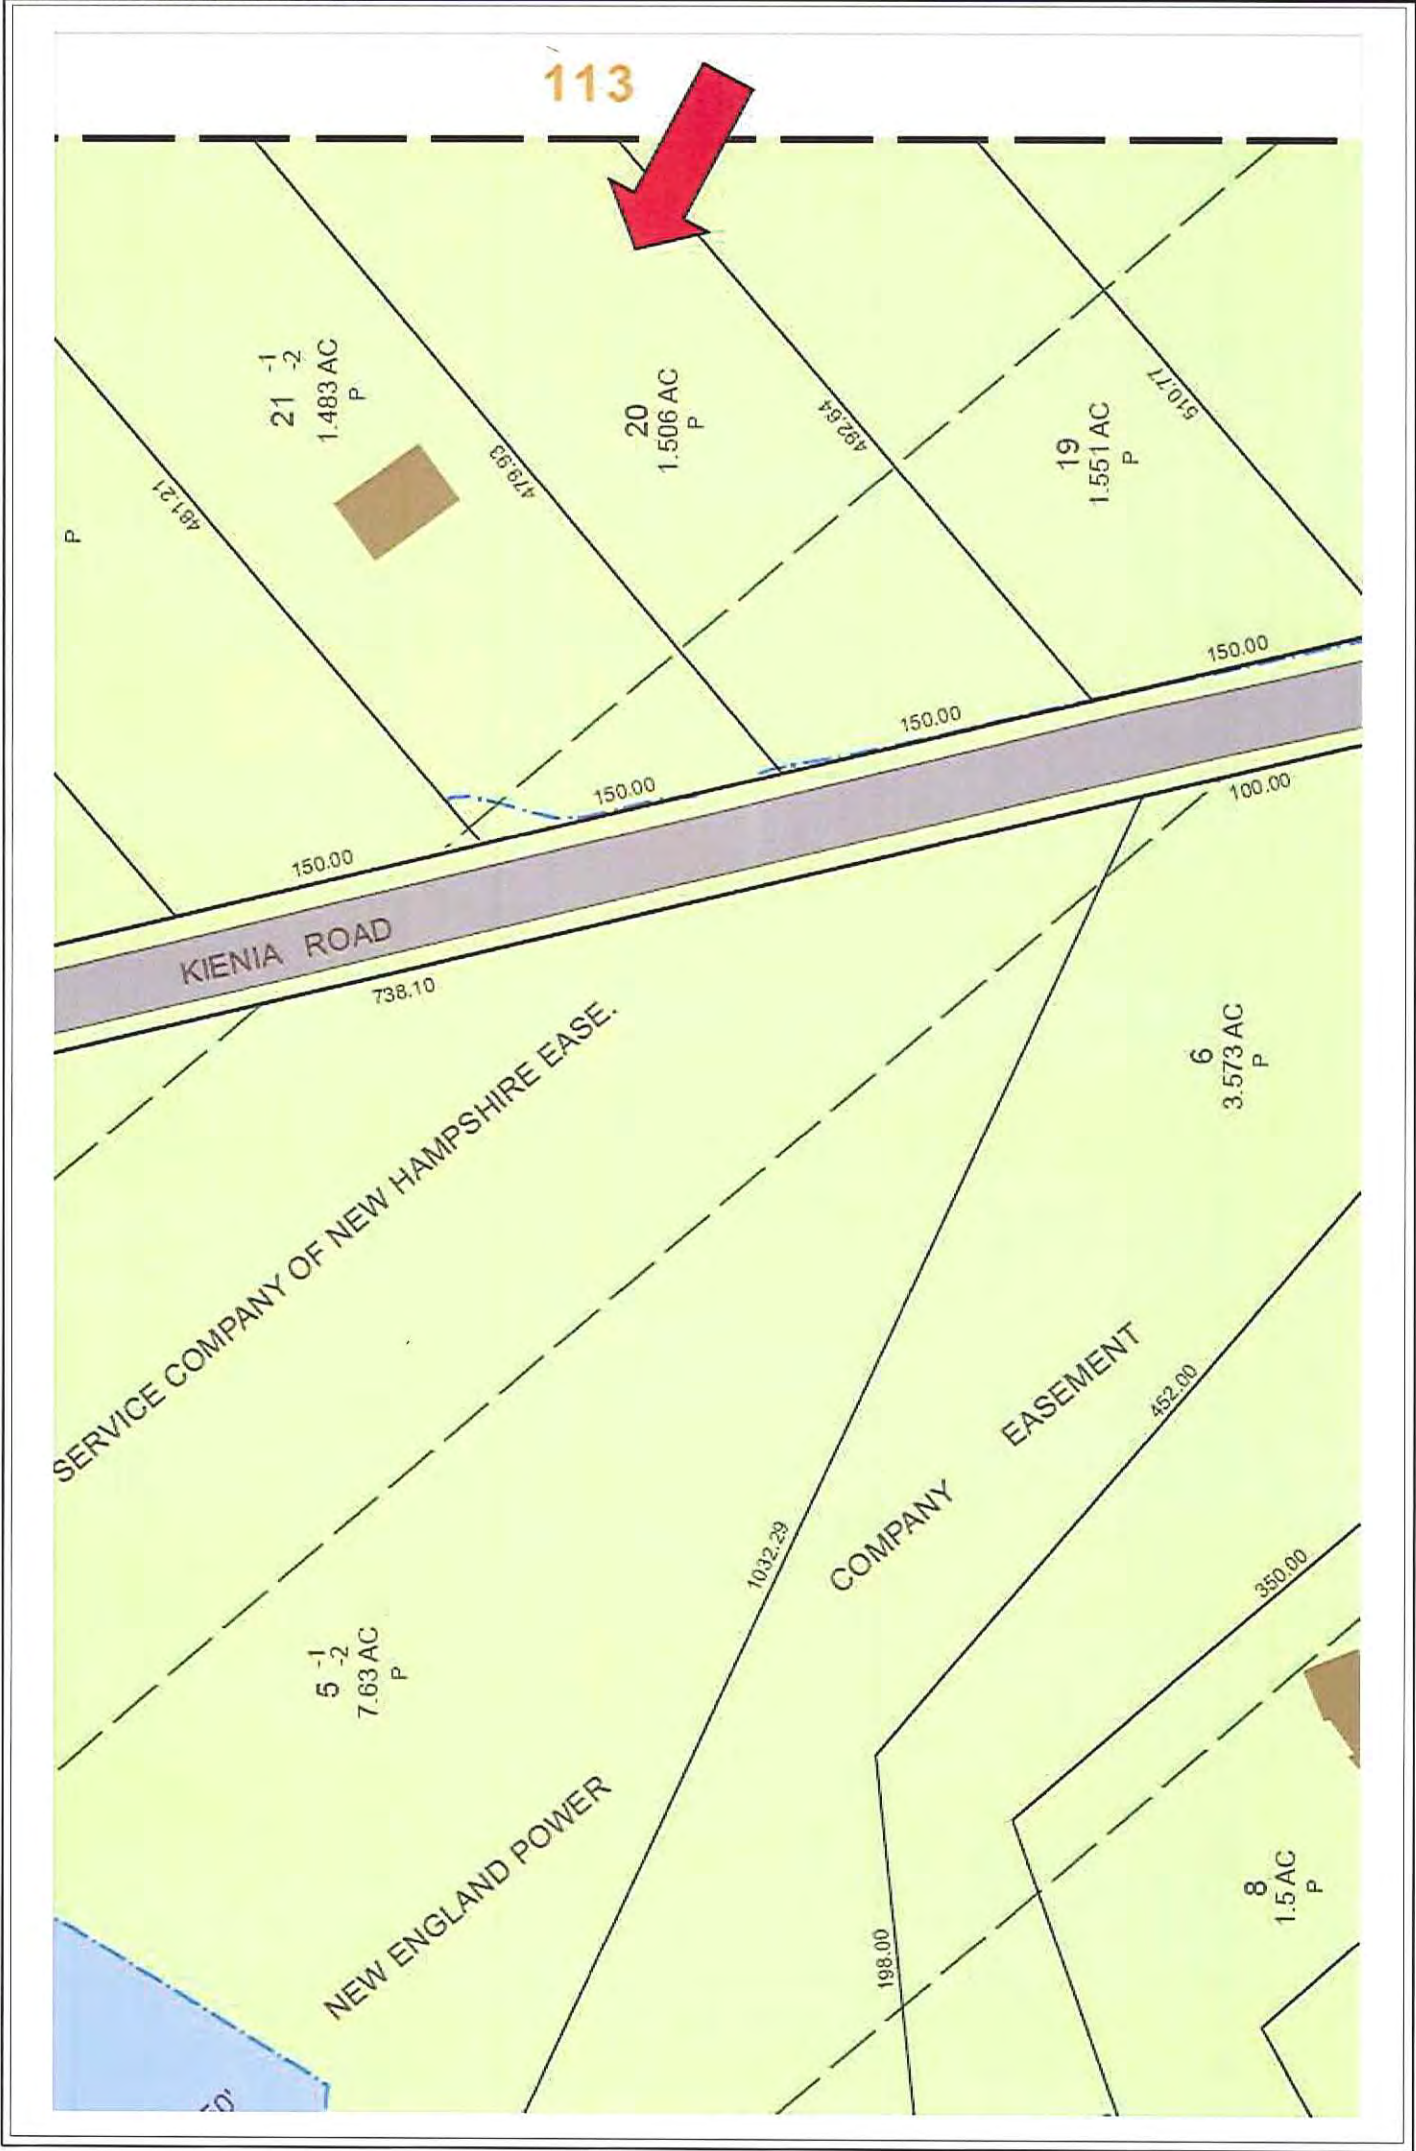 113
21 -1
-2
1.483 AC
P
20
1.506 AC
P
19
1.551 AC
P
P
481.21
479.93
492.64
510.77
150.00
150.00
150.00
150.00
100.00
KIENIA ROAD
738.10
SERVICE COMPANY OF NEW HAMPSHIRE EASE.
6
3.573 AC
P
COMPANY EASEMENT
452.00
1032.29
350.00
5 -1
-2
7.63 AC
P
NEW ENGLAND POWER
198.00
8
1.5 AC
P